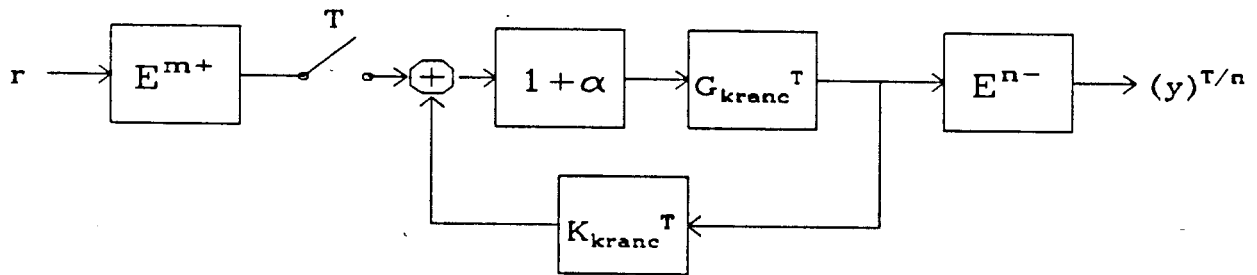 T
r
E^{m+}
+
1+α
G_{kranc}^{T}
E^{n-}
(y)^{T/n}
K_{kranc}^{T}